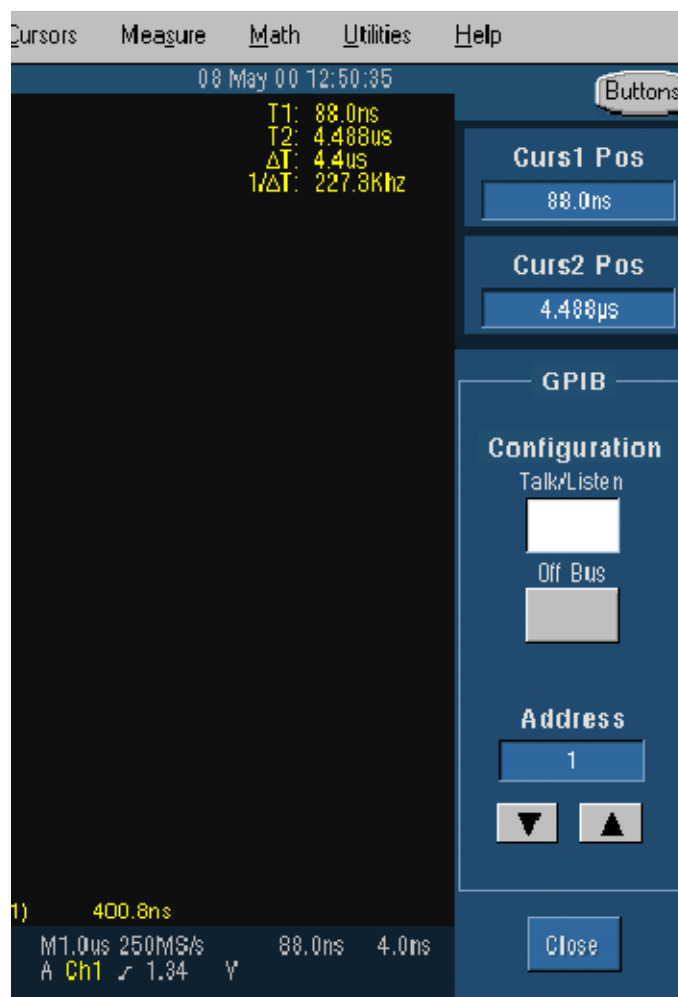 Cursors Measure Math Utilities Help
08 May 00 12:50:35
Buttons
T1: 88.0ns
T2: 4.488us
ΔT: 4.4us
1/ΔT: 227.3Khz
Curs1 Pos
88.0ns
Curs2 Pos
4.488µs
GPIB
Configuration
Talk/Listen
Off Bus
Address
1
1) 400.8ns
M1.0us 250MS/s 88.0ns 4.0ns
A Ch1 1.34 V
Close